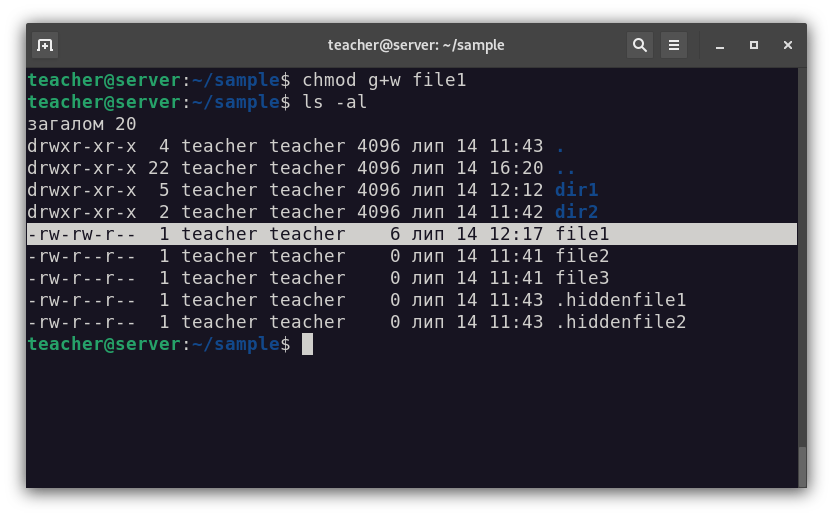 teacher@server: ~/sample
teacher@server:~/sample$ chmod g+w file1
teacher@server:~/sample$ ls -al
загалом 20
drwxr-xr-x  4 teacher teacher 4096 лип 14 11:43 .
drwxr-xr-x 22 teacher teacher 4096 лип 14 16:20 ..
drwxr-xr-x  5 teacher teacher 4096 лип 14 12:12 dir1
drwxr-xr-x  2 teacher teacher 4096 лип 14 11:42 dir2
-rw-rw-r--  1 teacher teacher    6 лип 14 12:17 file1
-rw-r--r--  1 teacher teacher    0 лип 14 11:41 file2
-rw-r--r--  1 teacher teacher    0 лип 14 11:41 file3
-rw-r--r--  1 teacher teacher    0 лип 14 11:43 .hiddenfile1
-rw-r--r--  1 teacher teacher    0 лип 14 11:43 .hiddenfile2
teacher@server:~/sample$